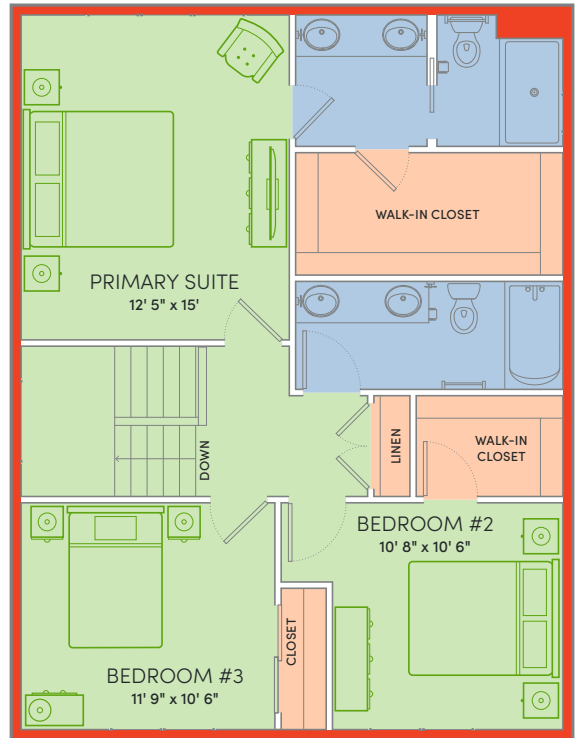 WALK-IN CLOSET
PRIMARY SUITE
12' 5" x 15'
DOWN
LINEN
WALK-IN
CLOSET
BEDROOM #2
10' 8" x 10' 6"
CLOSET
BEDROOM #3
11' 9" x 10' 6"